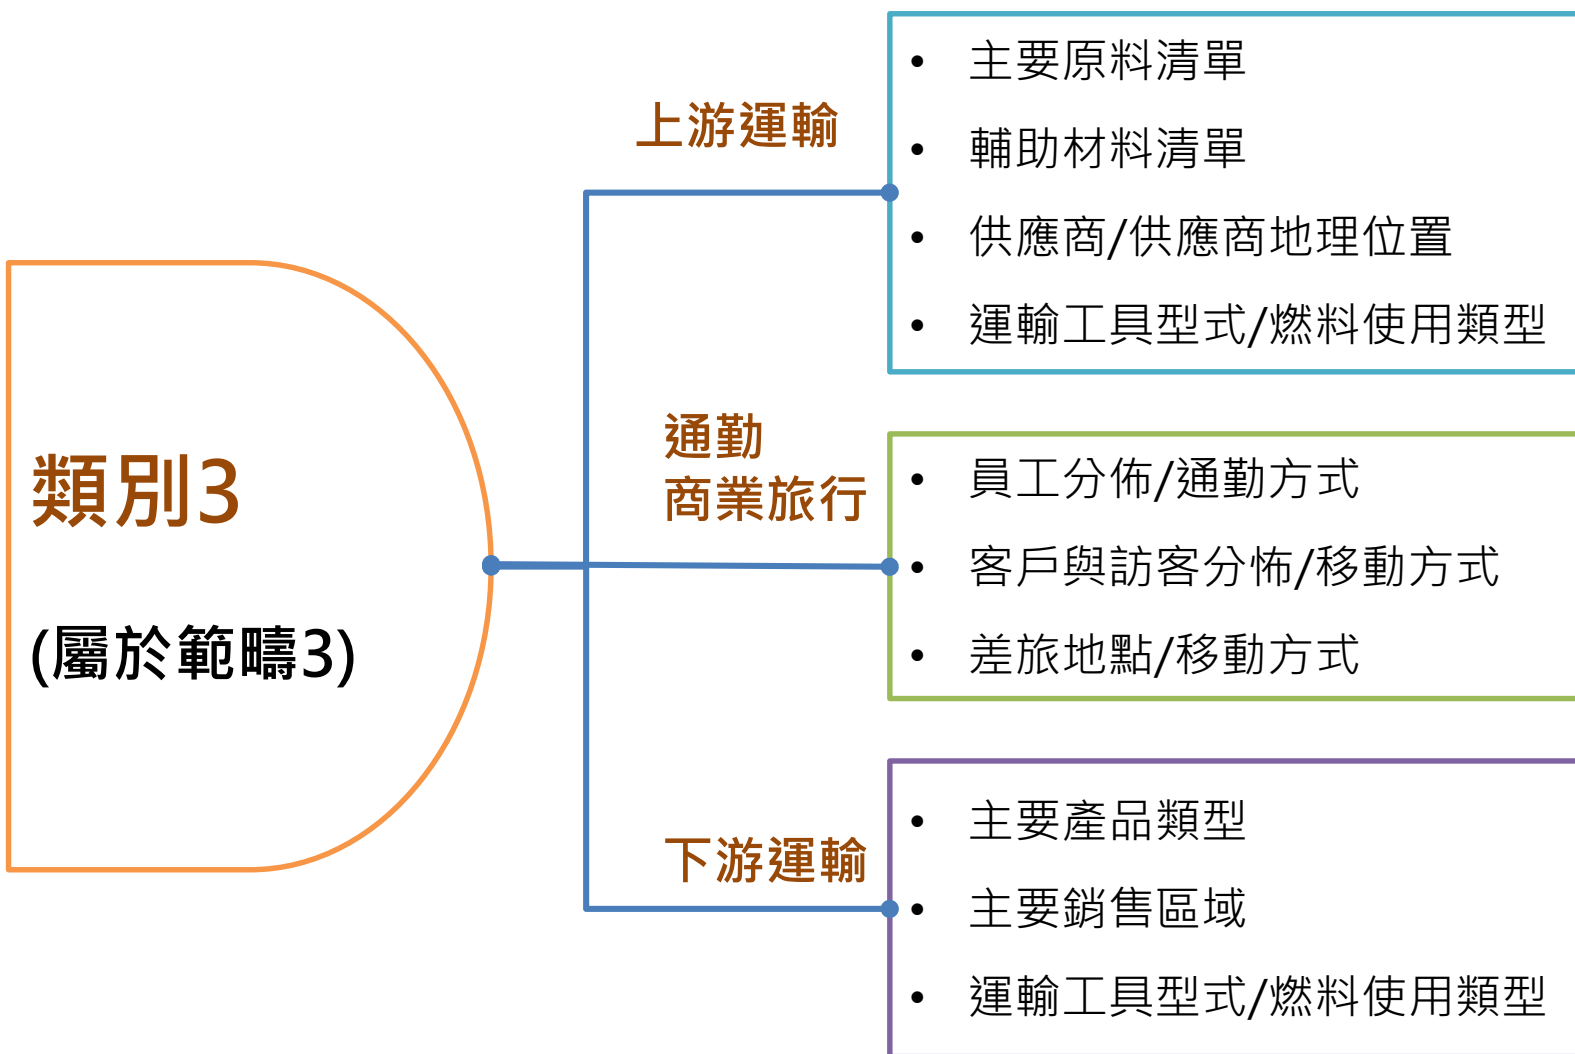 類別3
(屬於範疇3)
上游運輸
• 主要原料清單
• 輔助材料清單
• 供應商/供應商地理位置
• 運輸工具型式/燃料使用類型
通勤
商業旅行
• 員工分佈/通勤方式
• 客戶與訪客分佈/移動方式
• 差旅地點/移動方式
下游運輸
• 主要產品類型
• 主要銷售區域
• 運輸工具型式/燃料使用類型